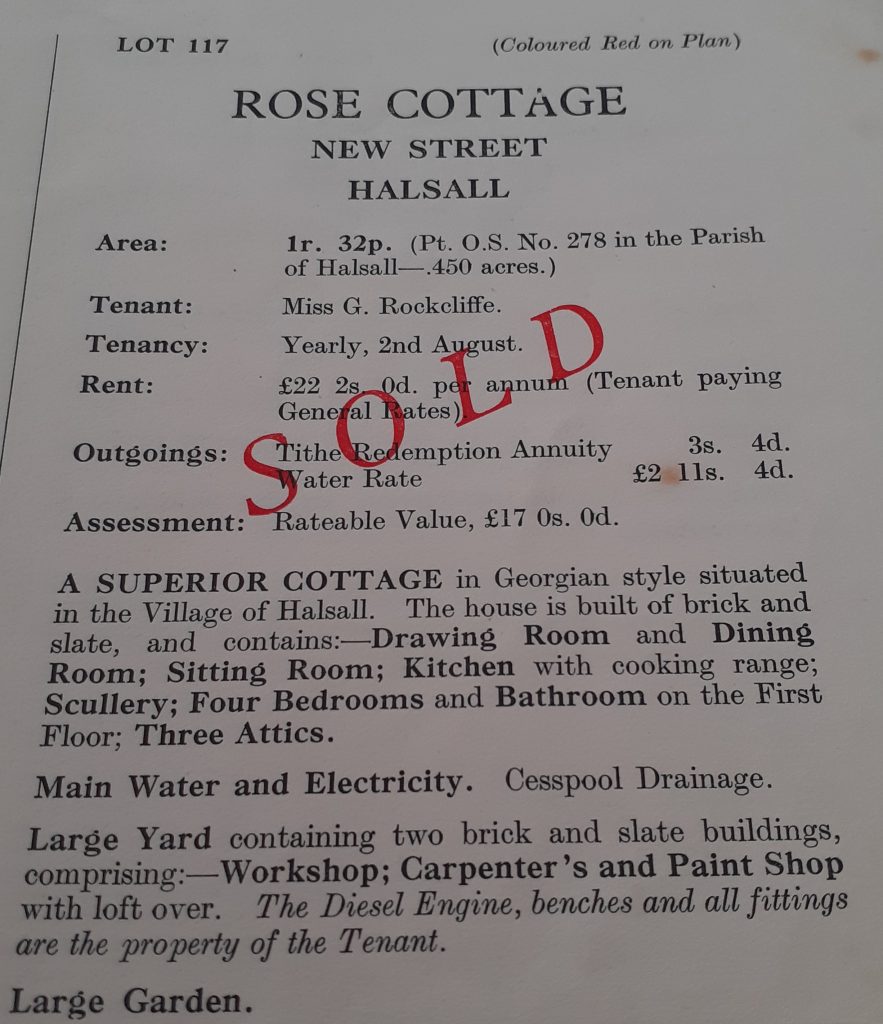 LOT 117 (Coloured Red on Plan)
ROSE COTTAGE
NEW STREET
HALSALL
Area: 1r. 32p. (Pt. O.S. No. 278 in the Parish
of Halsall—.450 acres.)
Tenant: Miss G. Rockcliffe.
Tenancy: Yearly, 2nd August.
Rent: £22 2s. 0d. per annum (Tenant paying
General Rates).
Outgoings: Tithe Redemption Annuity 3s. 4d.
Water Rate £2 11s. 4d.
Assessment: Rateable Value, £17 0s. 0d.
SOLD
A SUPERIOR COTTAGE in Georgian style situated
in the Village of Halsall. The house is built of brick and
slate, and contains:—Drawing Room and Dining
Room; Sitting Room; Kitchen with cooking range;
Scullery; Four Bedrooms and Bathroom on the First
Floor; Three Attics.
Main Water and Electricity. Cesspool Drainage.
Large Yard containing two brick and slate buildings,
comprising:—Workshop; Carpenter's and Paint Shop
with loft over. The Diesel Engine, benches and all fittings
are the property of the Tenant.
Large Garden.